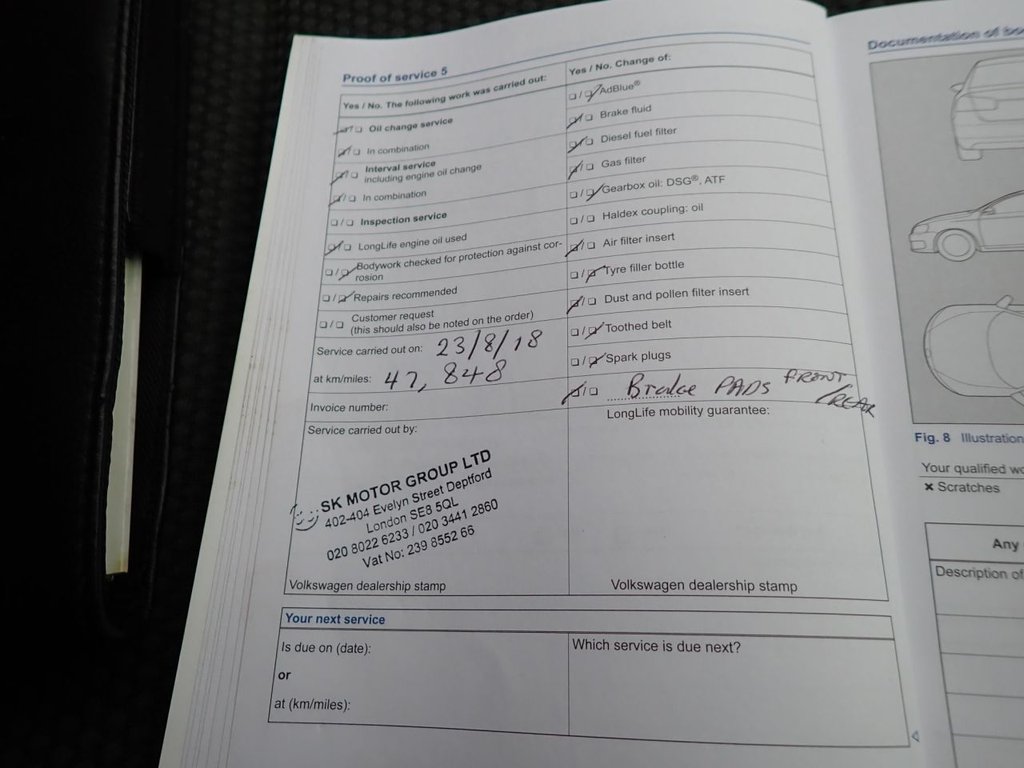 Proof of service 5
Yes / No. The following work was carried out:
Oil change service
In combination
Interval service
including engine oil change
In combination
Inspection service
LongLife engine oil used
Bodywork checked for protection against cor-
rosion
Repairs recommended
Customer request
(this should also be noted on the order)
Service carried out on: 23/8/18
at km/miles: 47,848
Invoice number:
Service carried out by:
SK MOTOR GROUP LTD
402-404 Evelyn Street Deptford
London SE8 5QL
020 8022 6233 / 020 3441 2860
Vat No: 239 8552 66
Volkswagen dealership stamp
Yes / No. Change of:
AdBlue®
Brake fluid
Diesel fuel filter
Gas filter
Gearbox oil: DSG®, ATF
Haldex coupling: oil
Air filter insert
Tyre filler bottle
Dust and pollen filter insert
Toothed belt
Spark plugs
Brake PADS FRONT
/REAR
LongLife mobility guarantee:
Volkswagen dealership stamp
Your next service
Is due on (date):
or
at (km/miles):
Which service is due next?
Documentation of
Fig. 8 Illustration
Your qualified
× Scratches
Any
Description of